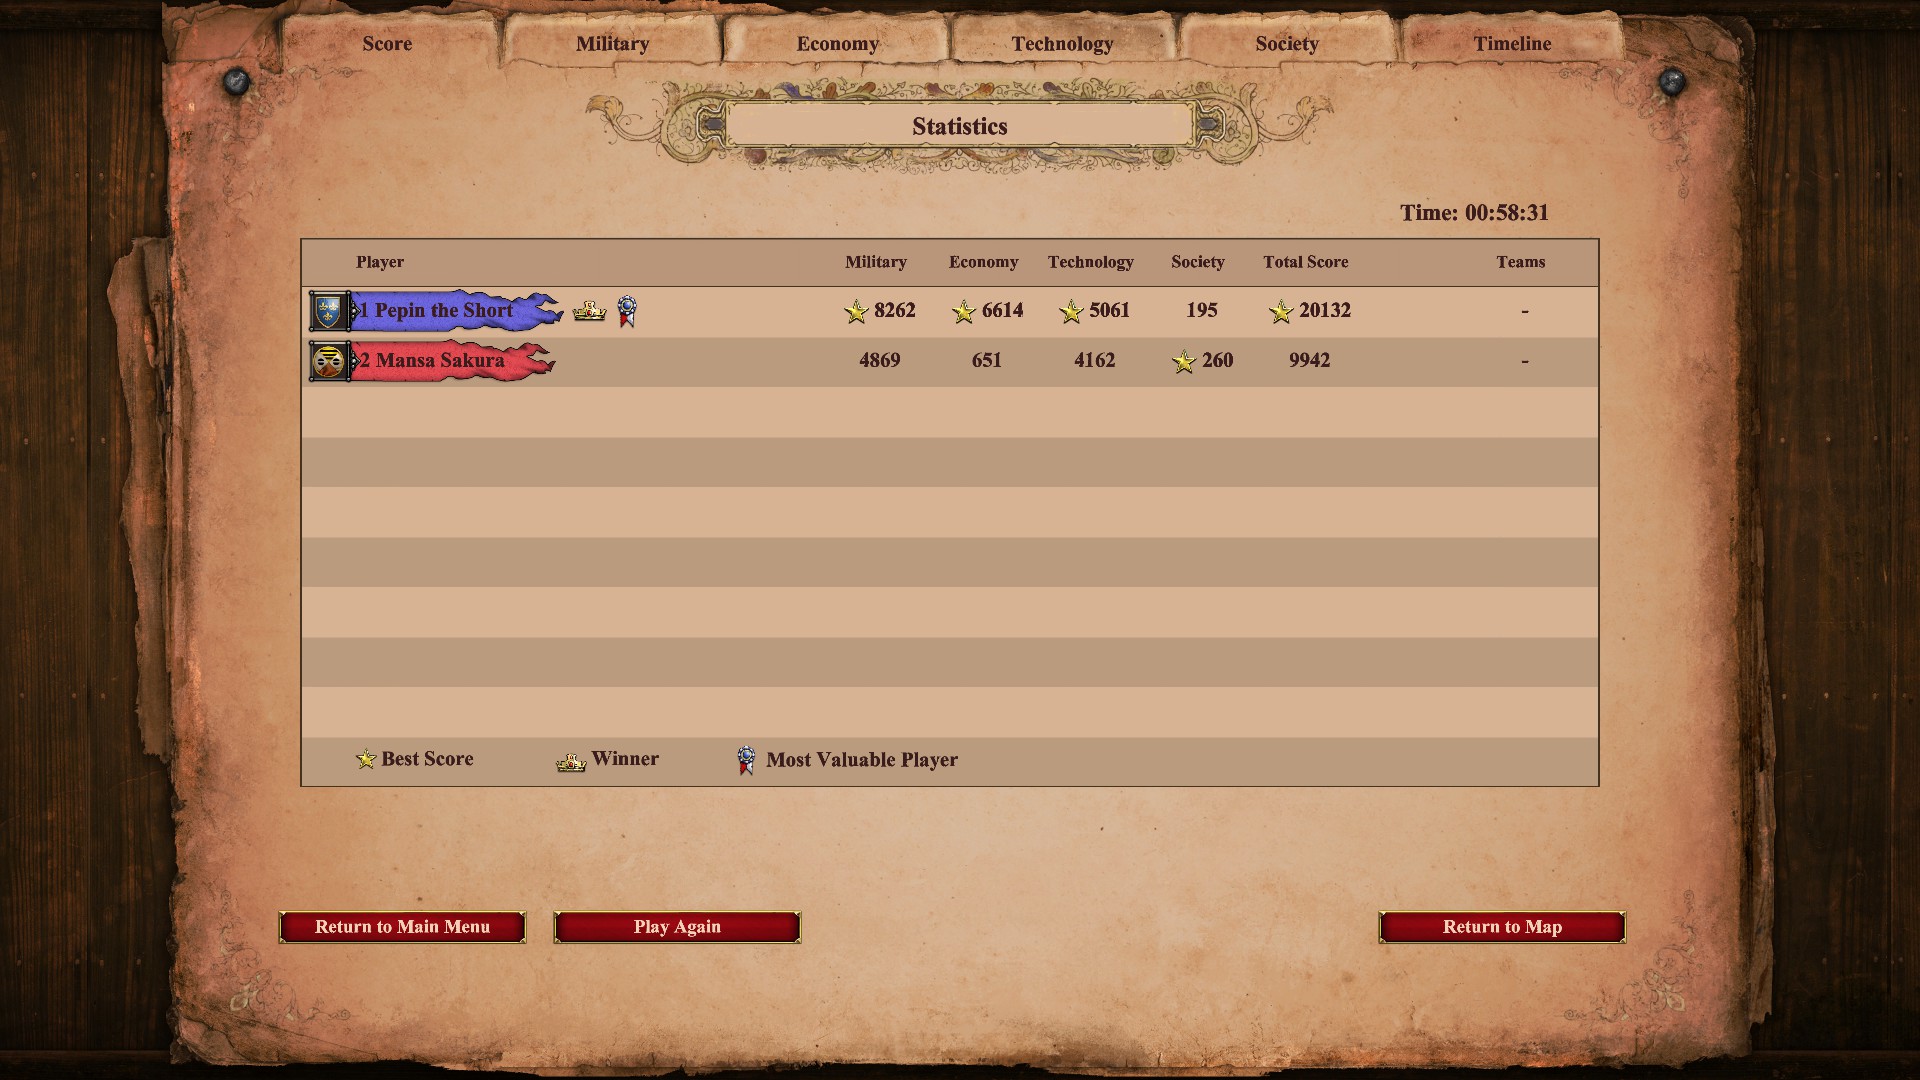 Score Military Economy Technology Society Timeline
Statistics
Time: 00:58:31
Player Military Economy Technology Society Total Score Teams
1 Pepin the Short 8262 6614 5061 195 20132 -
2 Mansa Sakura 4869 651 4162 260 9942 -
Best Score Winner Most Valuable Player
Return to Main Menu Play Again Return to Map